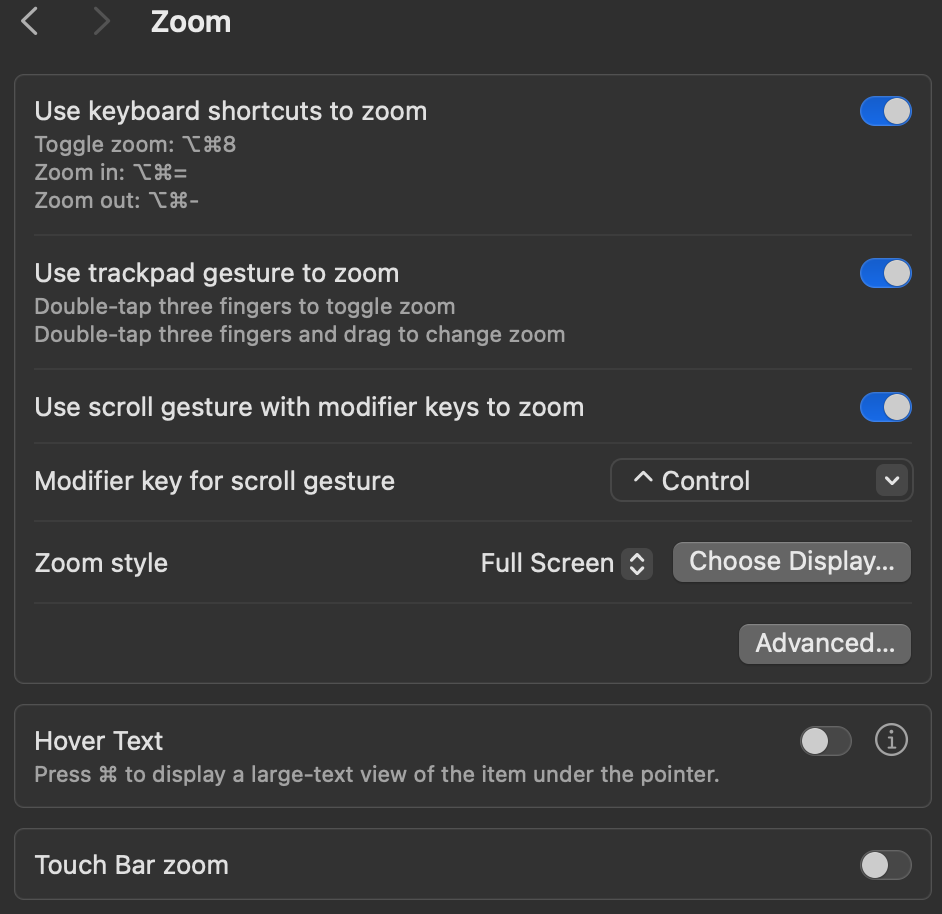 Zoom
Use keyboard shortcuts to zoom
Toggle zoom: ⌥⌘8
Zoom in: ⌥⌘=
Zoom out: ⌥⌘-
Use trackpad gesture to zoom
Double-tap three fingers to toggle zoom
Double-tap three fingers and drag to change zoom
Use scroll gesture with modifier keys to zoom
Modifier key for scroll gesture ^ Control
Zoom style Full Screen Choose Display...
Advanced...
Hover Text
Press ⌘ to display a large-text view of the item under the pointer.
Touch Bar zoom